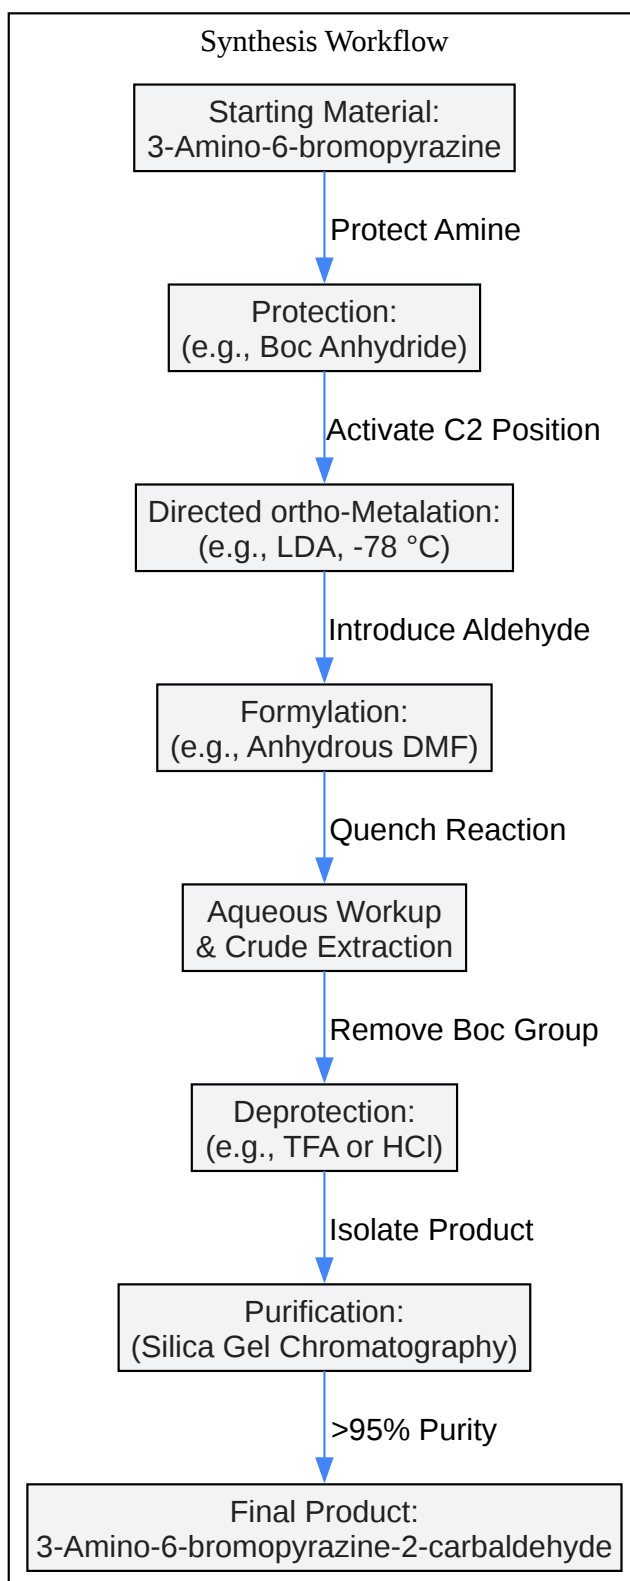 Synthesis Workflow
Starting Material:
3-Amino-6-bromopyrazine
Protect Amine
Protection:
(e.g., Boc Anhydride)
Activate C2 Position
Directed ortho-Metalation:
(e.g., LDA, -78 °C)
Introduce Aldehyde
Formylation:
(e.g., Anhydrous DMF)
Quench Reaction
Aqueous Workup
& Crude Extraction
Remove Boc Group
Deprotection:
(e.g., TFA or HCl)
Isolate Product
Purification:
(Silica Gel Chromatography)
>95% Purity
Final Product:
3-Amino-6-bromopyrazine-2-carbaldehyde